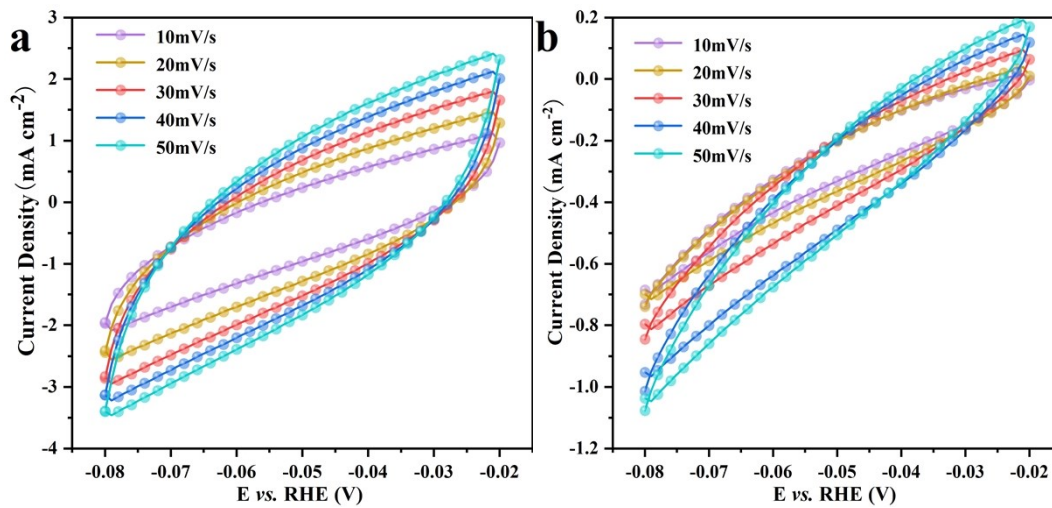 a
10mV/s
20mV/s
30mV/s
40mV/s
50mV/s
Current Density (mA cm⁻²)
3
2
1
0
-1
-2
-3
-4
-0.08 -0.07 -0.06 -0.05 -0.04 -0.03 -0.02
E vs. RHE (V)
b
10mV/s
20mV/s
30mV/s
40mV/s
50mV/s
Current Density (mA cm⁻²)
0.2
0.0
-0.2
-0.4
-0.6
-0.8
-1.0
-1.2
-0.08 -0.07 -0.06 -0.05 -0.04 -0.03 -0.02
E vs. RHE (V)